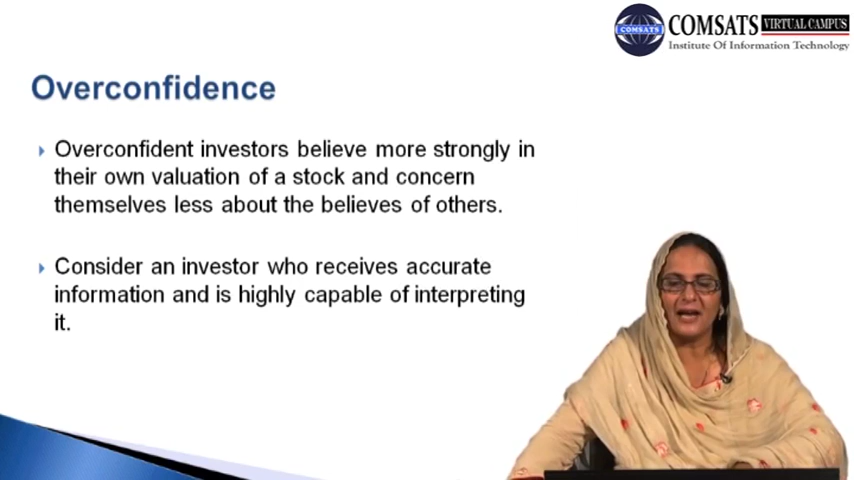 COMSATS VIRTUAL CAMPUS
COMSATS
Institute Of Information Technology
Overconfidence
Overconfident investors believe more strongly in
their own valuation of a stock and concern
themselves less about the believes of others.
Consider an investor who receives accurate
information and is highly capable of interpreting
it.